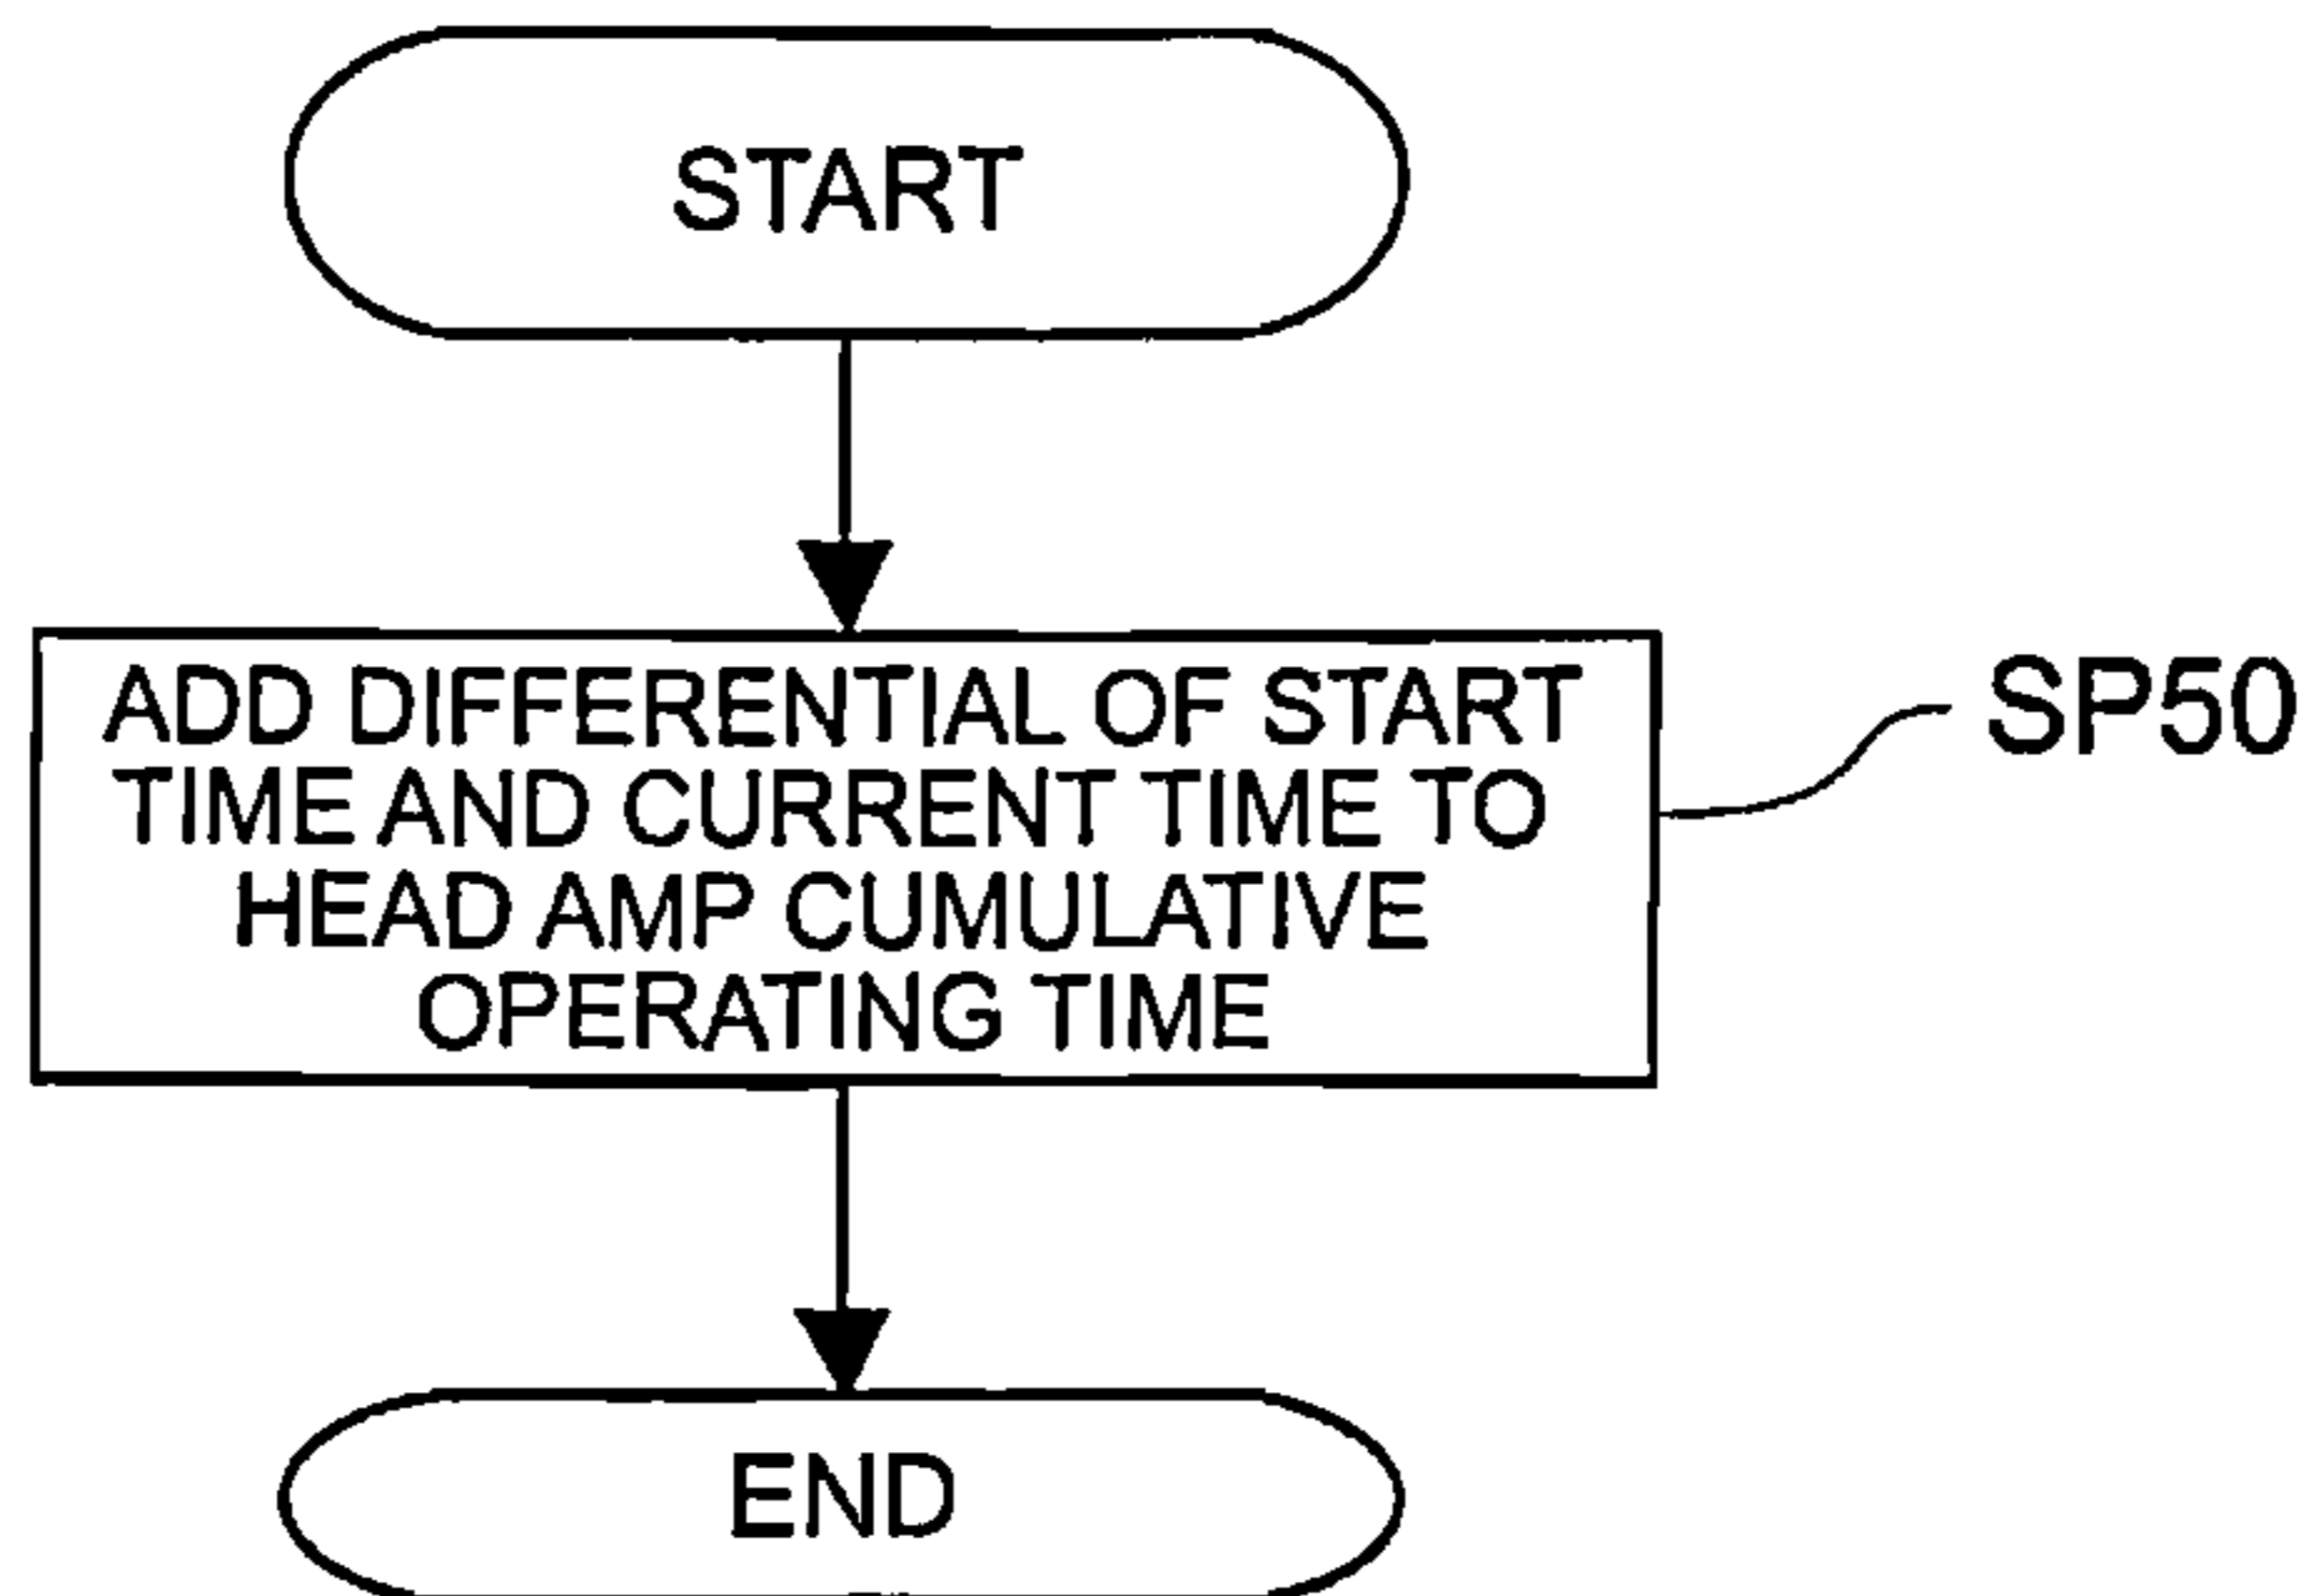 START
ADD DIFFERENTIAL OF START
TIME AND CURRENT TIME TO
HEAD AMP CUMULATIVE
OPERATING TIME
SP50
END